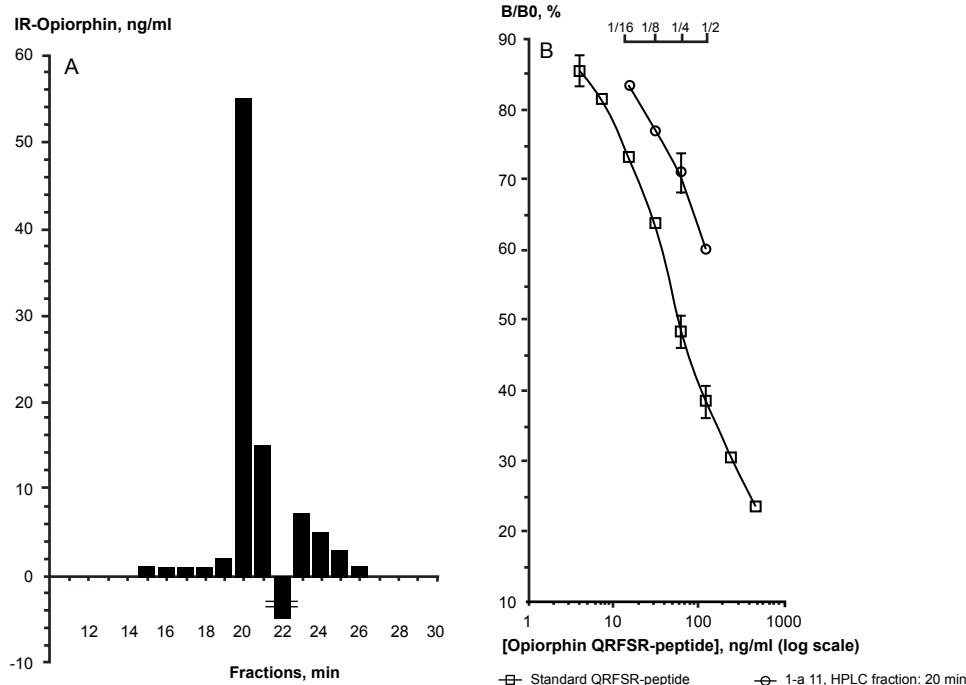 IR-Opiorphin, ng/ml
A
60
50
40
30
20
10
0
-10
12 14 16 18 20 22 24 26 28 30
Fractions, min
B/B0, %
1/16 1/8 1/4 1/2
B
90
80
70
60
50
40
30
20
10
1 10 100 1000
[Opiorphin QRFSR-peptide], ng/ml (log scale)
Standard QRFSR-peptide 1-a 11, HPLC fraction: 20 min